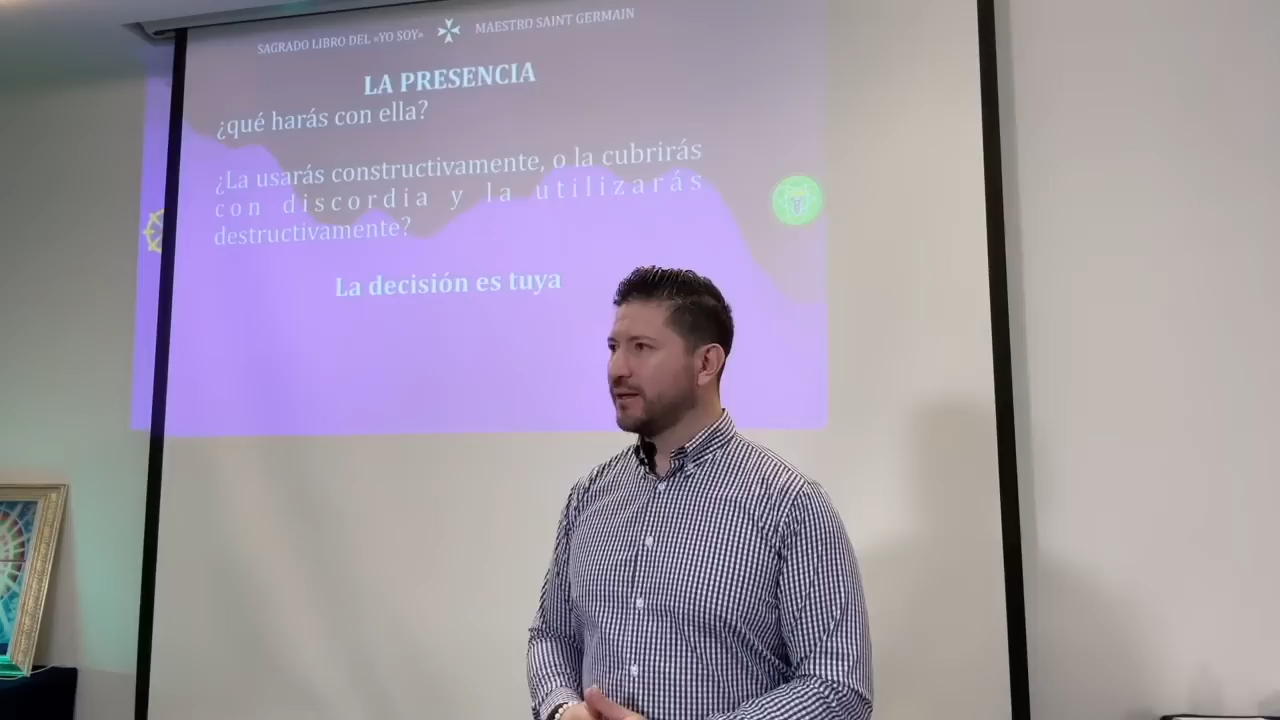 SAGRADO LIBRO DEL «YO SOY» MAESTRO SAINT GERMAIN
LA PRESENCIA
¿qué harás con ella?
¿La usarás constructivamente, o la cubrirás
con discordia y la utilizarás
destructivamente?
La decisión es tuya